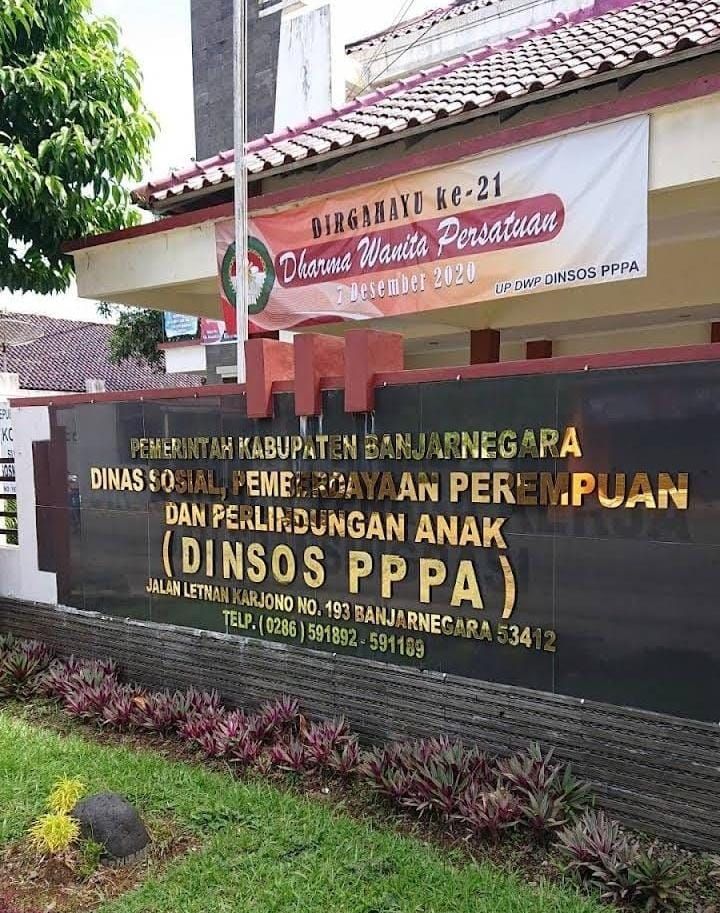 DIRGAHAYU ke-21
Dharma Wanita Persatuan
7 Desember 2020
UP DWP DINSOS PPPA
PEMERINTAH KABUPATEN BANJARNEGARA
DINAS SOSIAL, PEMBERDAYAAN PEREMPUAN
DAN PERLINDUNGAN ANAK
(DINSOS PPPA)
JALAN LETNAN KARJONO NO. 193 BANJARNEGARA 53412
TELP. ( 0286 ) 591892 - 591189